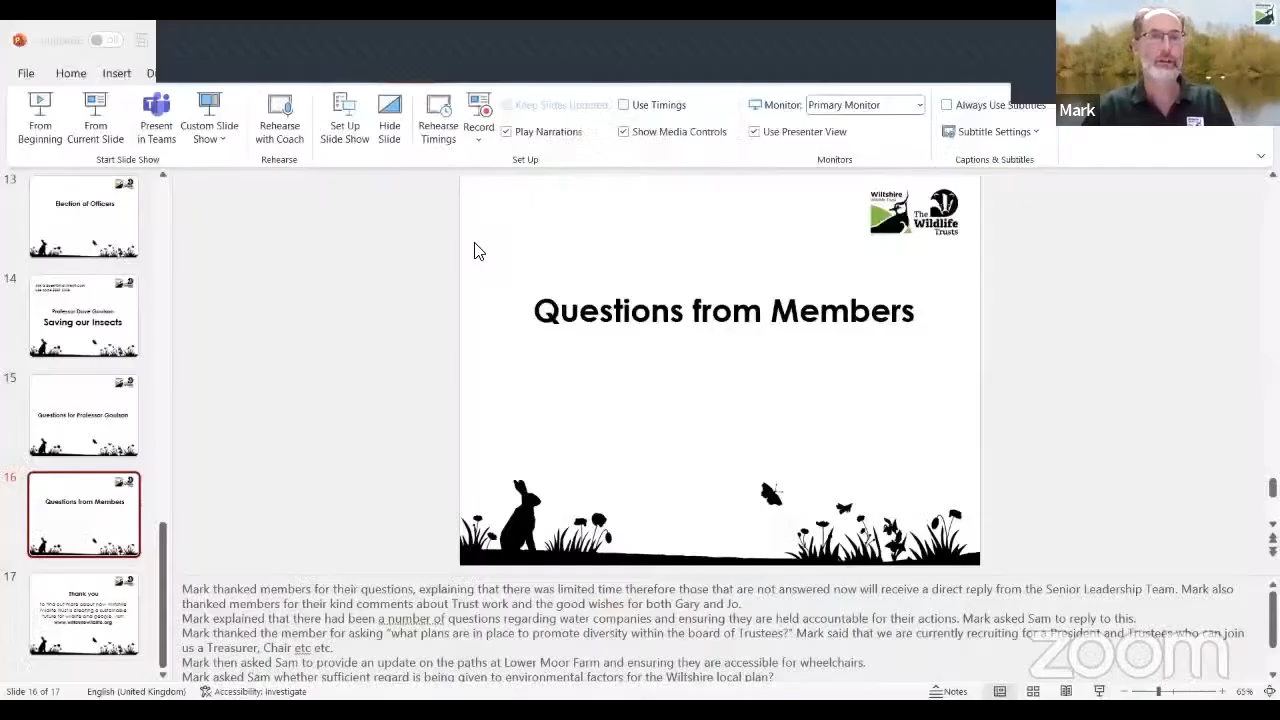 File Home Insert
Keep Slides Updated Use Timings Monitor: Primary Monitor Always Use Subtitles
From Beginning
From Current Slide
Present in Teams
Custom Slide Show
Rehearse with Coach
Set Up Slide Show
Hide Slide
Rehearse Timings
Record
Play Narrations Show Media Controls Use Presenter View Subtitle Settings
Start Slide Show Rehearse Set Up Monitors Captions & Subtitles
Mark
13
Election of Officers
14
Professor Dave Goulson
Saving our Insects
15
Questions for Professor Goulson
16
Questions from Members
17
Thank you
www.wiltshirewildlife.org
Wiltshire
Wildlife Trust
The
Wildlife
Trusts
Questions from Members
Mark thanked members for their questions, explaining that there was limited time therefore those that are not answered now will receive a direct reply from the Senior Leadership Team. Mark also
thanked members for their kind comments about Trust work and the good wishes for both Gary and Jo.
Mark explained that there had been a number of questions regarding water companies and ensuring they are held accountable for their actions. Mark asked Sam to reply to this.
Mark thanked the member for asking "what plans are in place to promote diversity within the board of Trustees?" Mark said that we are currently recruiting for a President and Trustees who can join
us a Treasurer, Chair etc etc.
Mark then asked Sam to provide an update on the paths at Lower Moor Farm and ensuring they are accessible for wheelchairs.
Mark asked Sam whether sufficient regard is being given to environmental factors for the Wiltshire local plan?
zoom
Slide 16 of 17 English (United Kingdom) Accessibility: Investigate Notes 65%